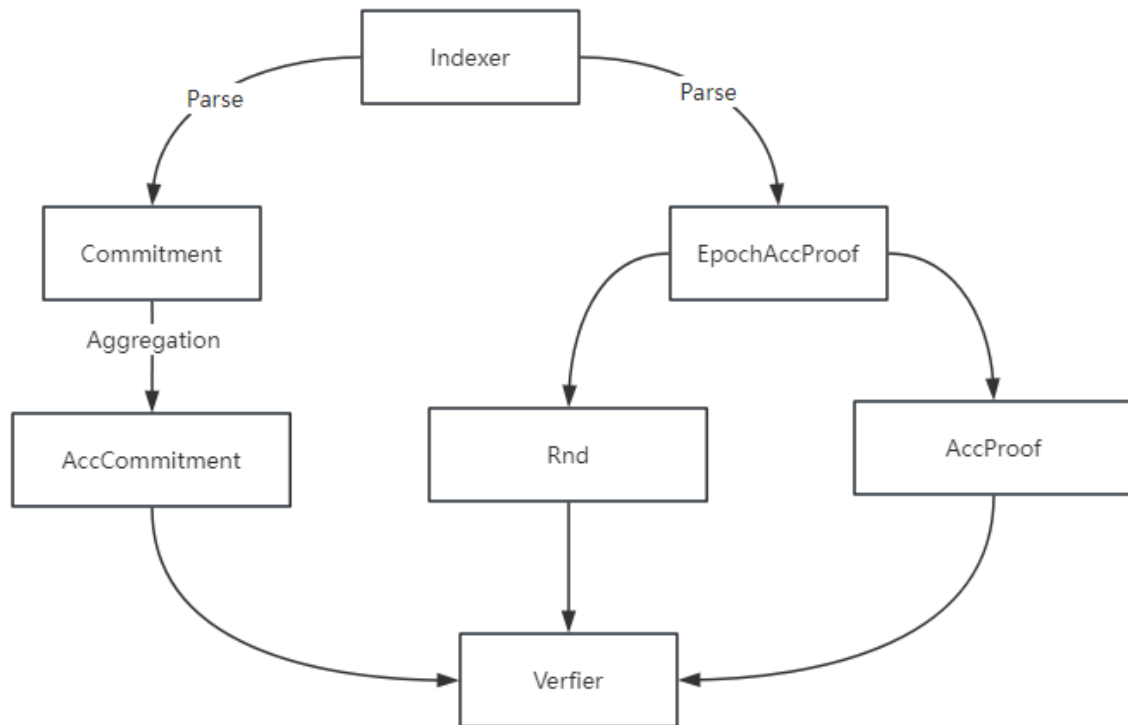 Indexer
Parse
Parse
Commitment
EpochAccProof
Aggregation
AccCommitment
Rnd
AccProof
Verfier